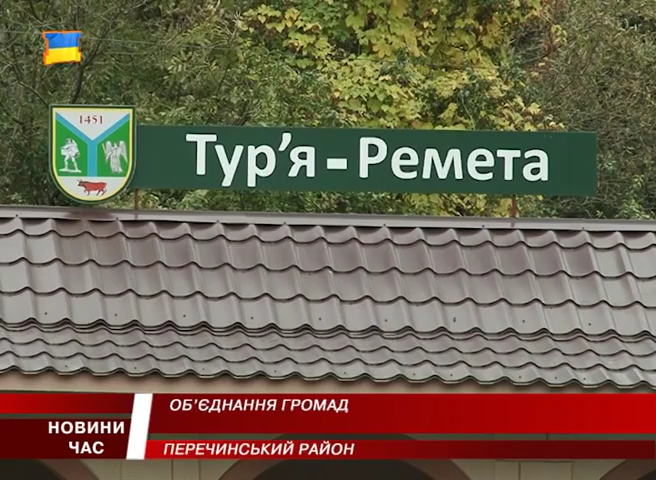 1451
Тур'я-Ремета
ОБ'ЄДНАННЯ ГРОМАД
НОВИНИ
ЧАС
ПЕРЕЧИНСЬКИЙ РАЙОН